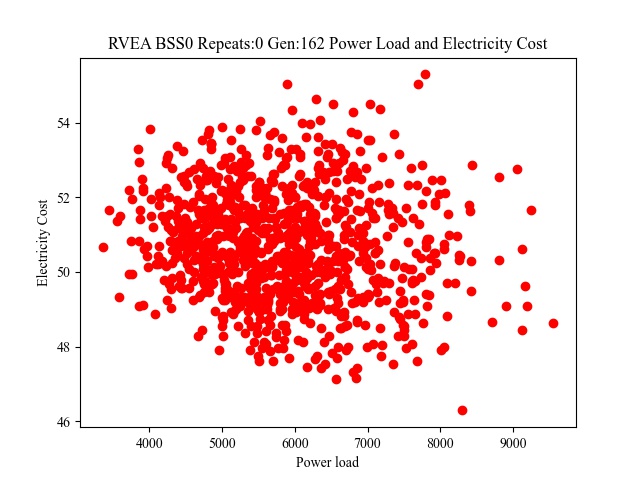 RVEA BSS0 Repeats:0 Gen:162 Power Load and Electricity Cost
54
52
50
48
46
Electricity Cost
4000 5000 6000 7000 8000 9000
Power load